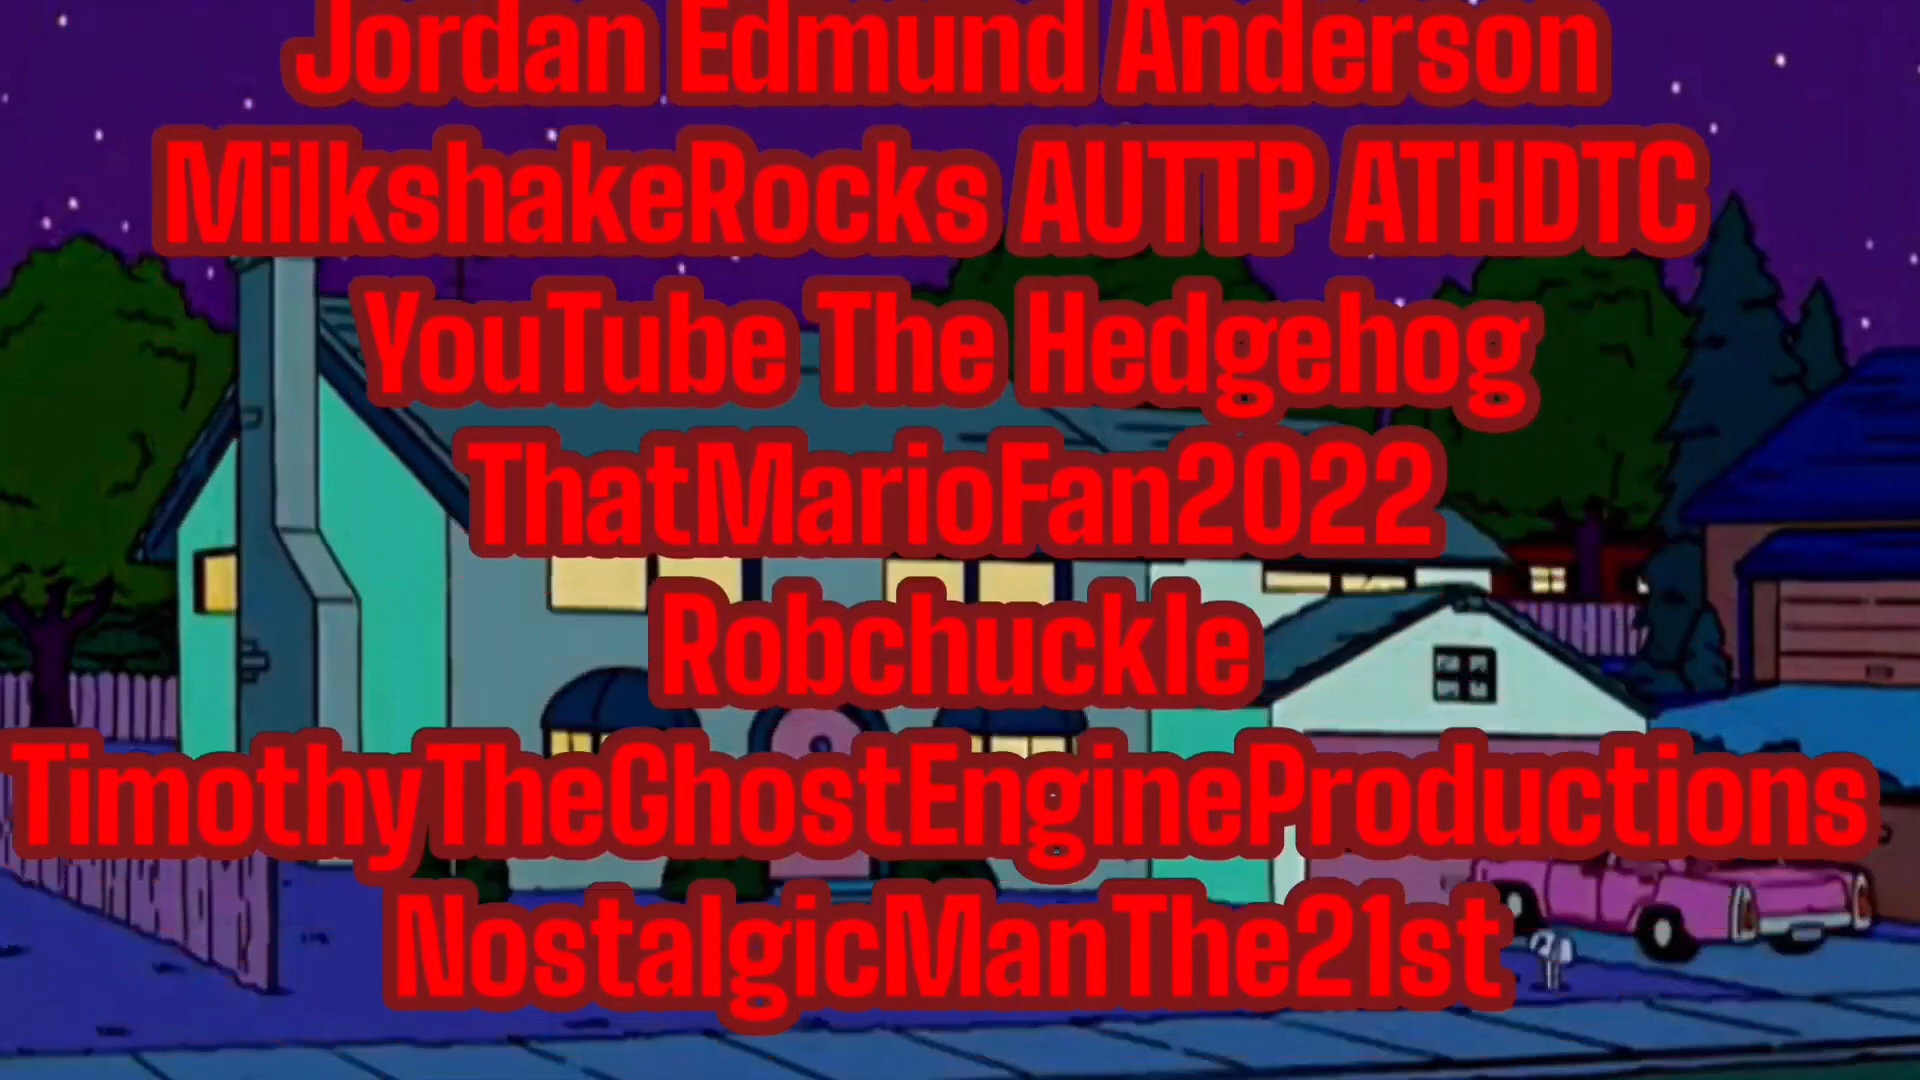 Jordan Edmund Anderson
MilkshakeRocks AUTTP ATHDTC
YouTube The Hedgehog
ThatMarioFan2022
Robchuckle
TimothyTheGhostEngineProductions
NostalgicManThe21st